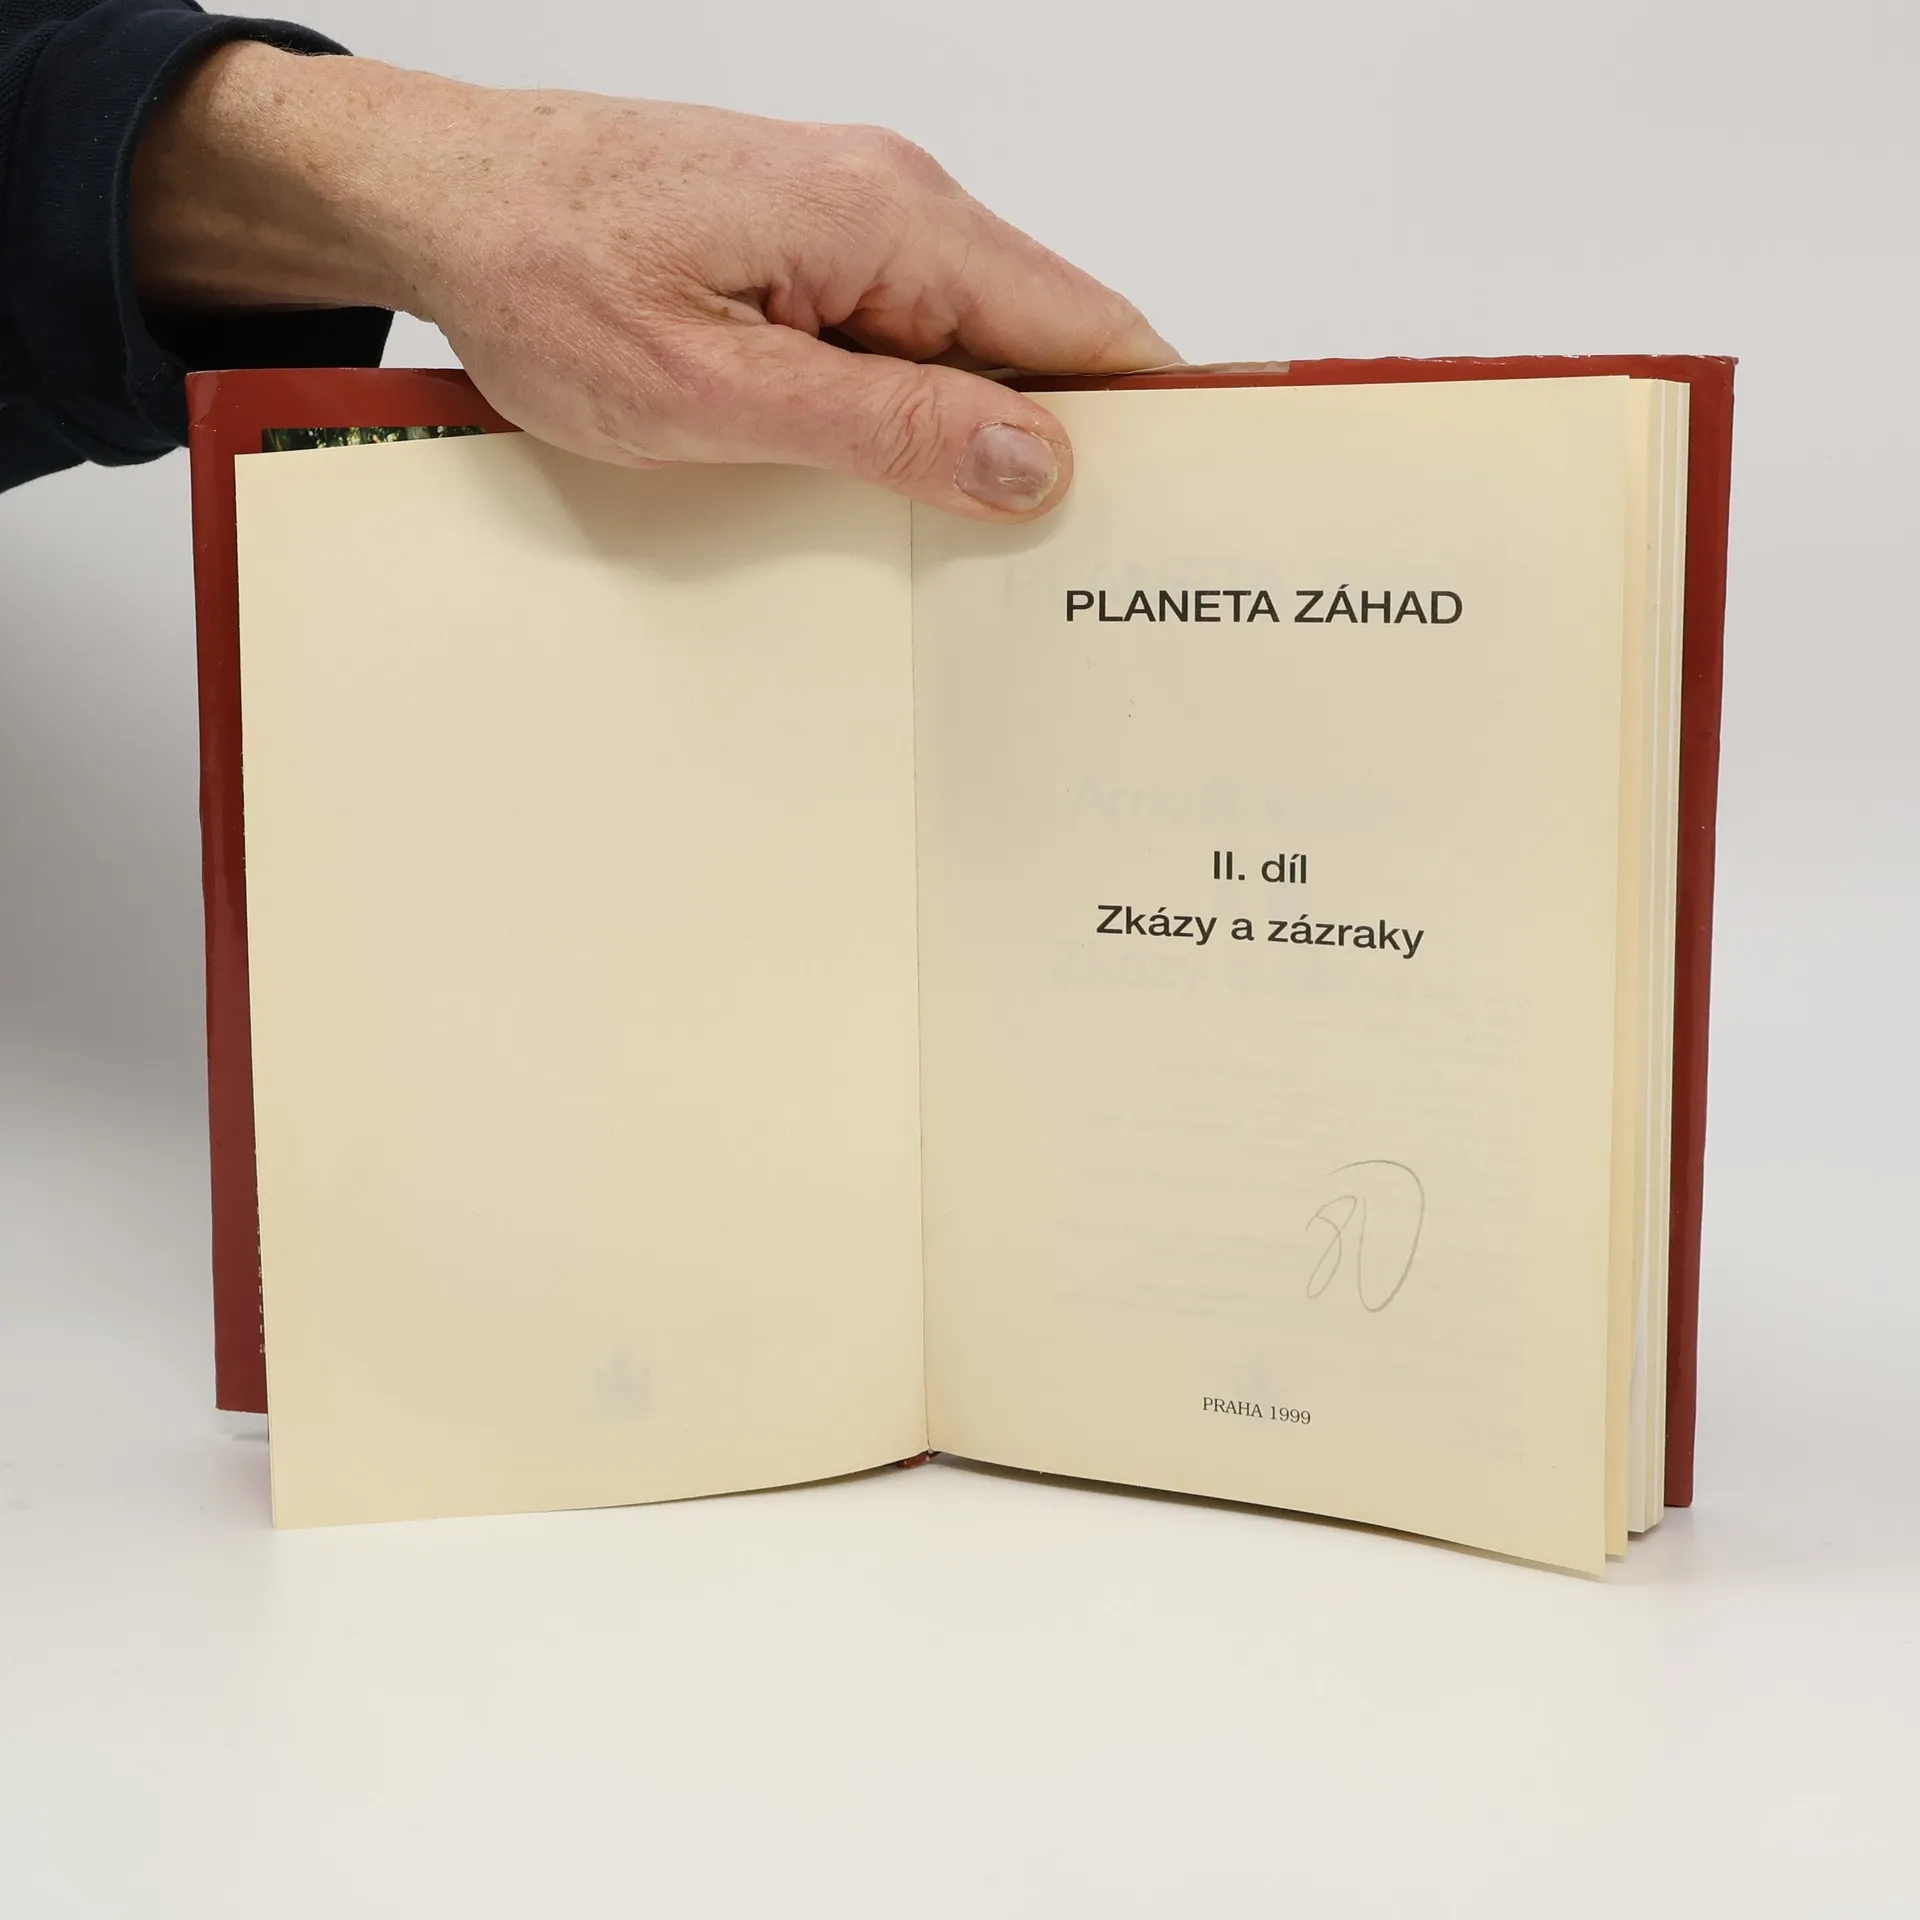 PLANETA ZÁHAD
II. díl
Zkázy a zázraky
PRAHA 1999